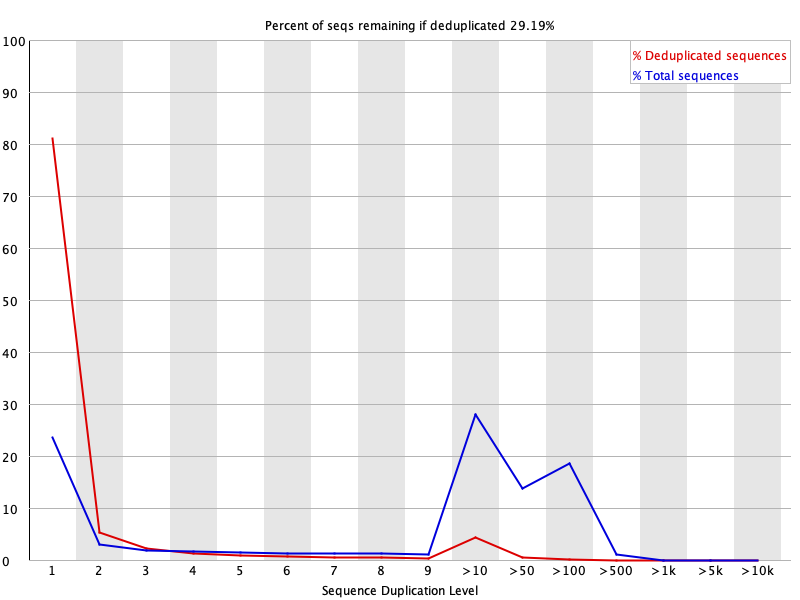 Percent of seqs remaining if deduplicated 29.19%
% Deduplicated sequences
% Total sequences
100
90
80
70
60
50
40
30
20
10
0
1 2 3 4 5 6 7 8 9 >10 >50 >100 >500 >1k >5k >10k
Sequence Duplication Level